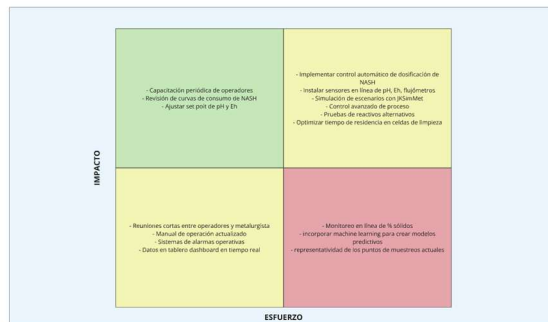 - Capacitación periódica de operadores
- Revisión de curvas de consumo de NASH
- Ajustar set poit de pH y Eh
- Implementar control automático de dosificación de
NASH
- Instalar sensores en línea de pH, Eh, flujômetros
- Simulación de escenarios con JKSimMet
- Control avanzado de proceso
- Pruebas de reactivos alternativos
- Optimizar tiempo de residencia en celdas de limpieza
IMPACTO
- Reuniones cortas entre operadores y metalurgista
- Manual de operación actualizado
- Sistemas de alarmas operativas
- Datos en tablero dashboard en tiempo real
- Monitoreo en línea de % sólidos
- incorporar machine learning para crear modelos
predictivos
- representatividad de los puntos de muestreos actuales
ESFUERZO